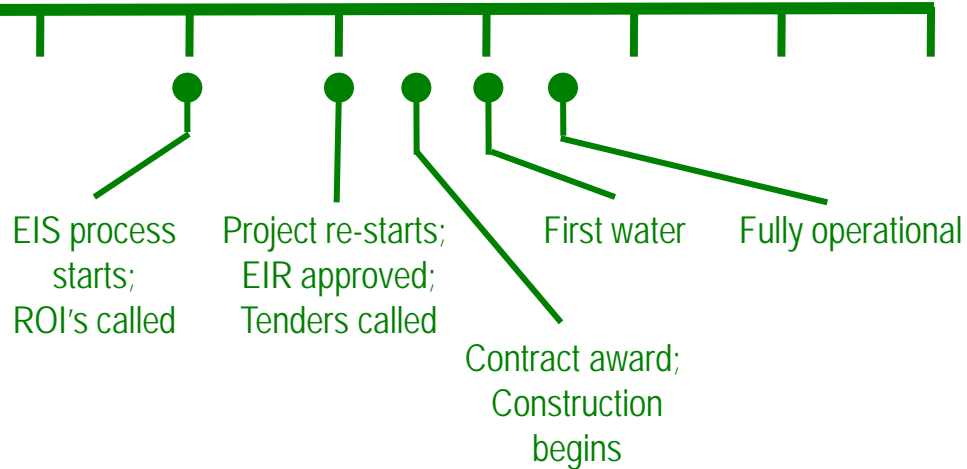 EIS process
starts;
ROI's called
Project re-starts;
EIR approved;
Tenders called
Contract award;
Construction
begins
First water
Fully operational